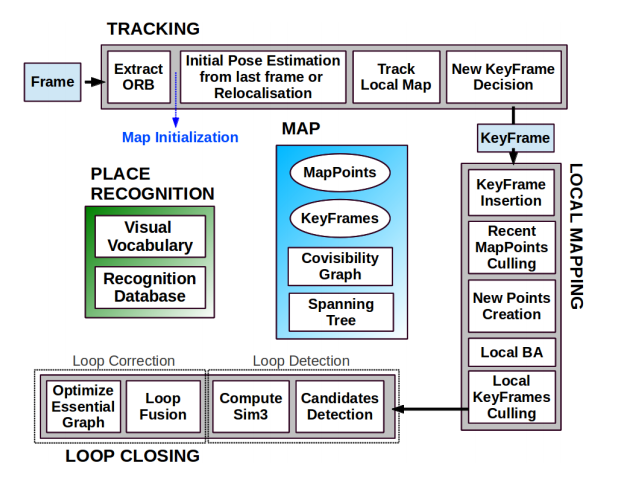 TRACKING
Frame
Extract
ORB
Initial Pose Estimation
from last frame or
Relocalisation
Track
Local Map
New KeyFrame
Decision
Map Initialization
MAP
KeyFrame
PLACE
RECOGNITION
Visual
Vocabulary
Recognition
Database
MapPoints
KeyFrames
Covisibility
Graph
Spanning
Tree
LOCAL MAPPING
KeyFrame
Insertion
Recent
MapPoints
Culling
New Points
Creation
Local BA
Local
KeyFrames
Culling
Loop Correction
Loop Detection
Optimize
Essential
Graph
Loop
Fusion
Compute
Sim3
Candidates
Detection
LOOP CLOSING